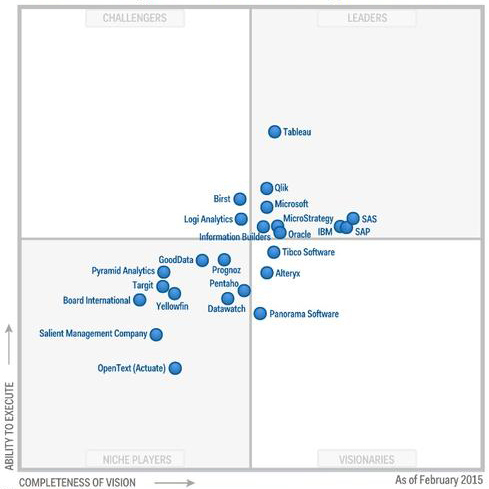 CHALLENGERS
LEADERS
Tableau
Qlik
Birst
Microsoft
Logi Analytics
MicroStrategy
SAS
Information Builders
Oracle
IBM
SAP
Tibco Software
GoodData
Prognoz
Pyramid Analytics
Alteryx
Targit
Pentaho
Board International
Yellowfin
Datawatch
Panorama Software
Salient Management Company
OpenText (Actuate)
NICHE PLAYERS
VISIONARIES
ABILITY TO EXECUTE
COMPLETENESS OF VISION
As of February 2015